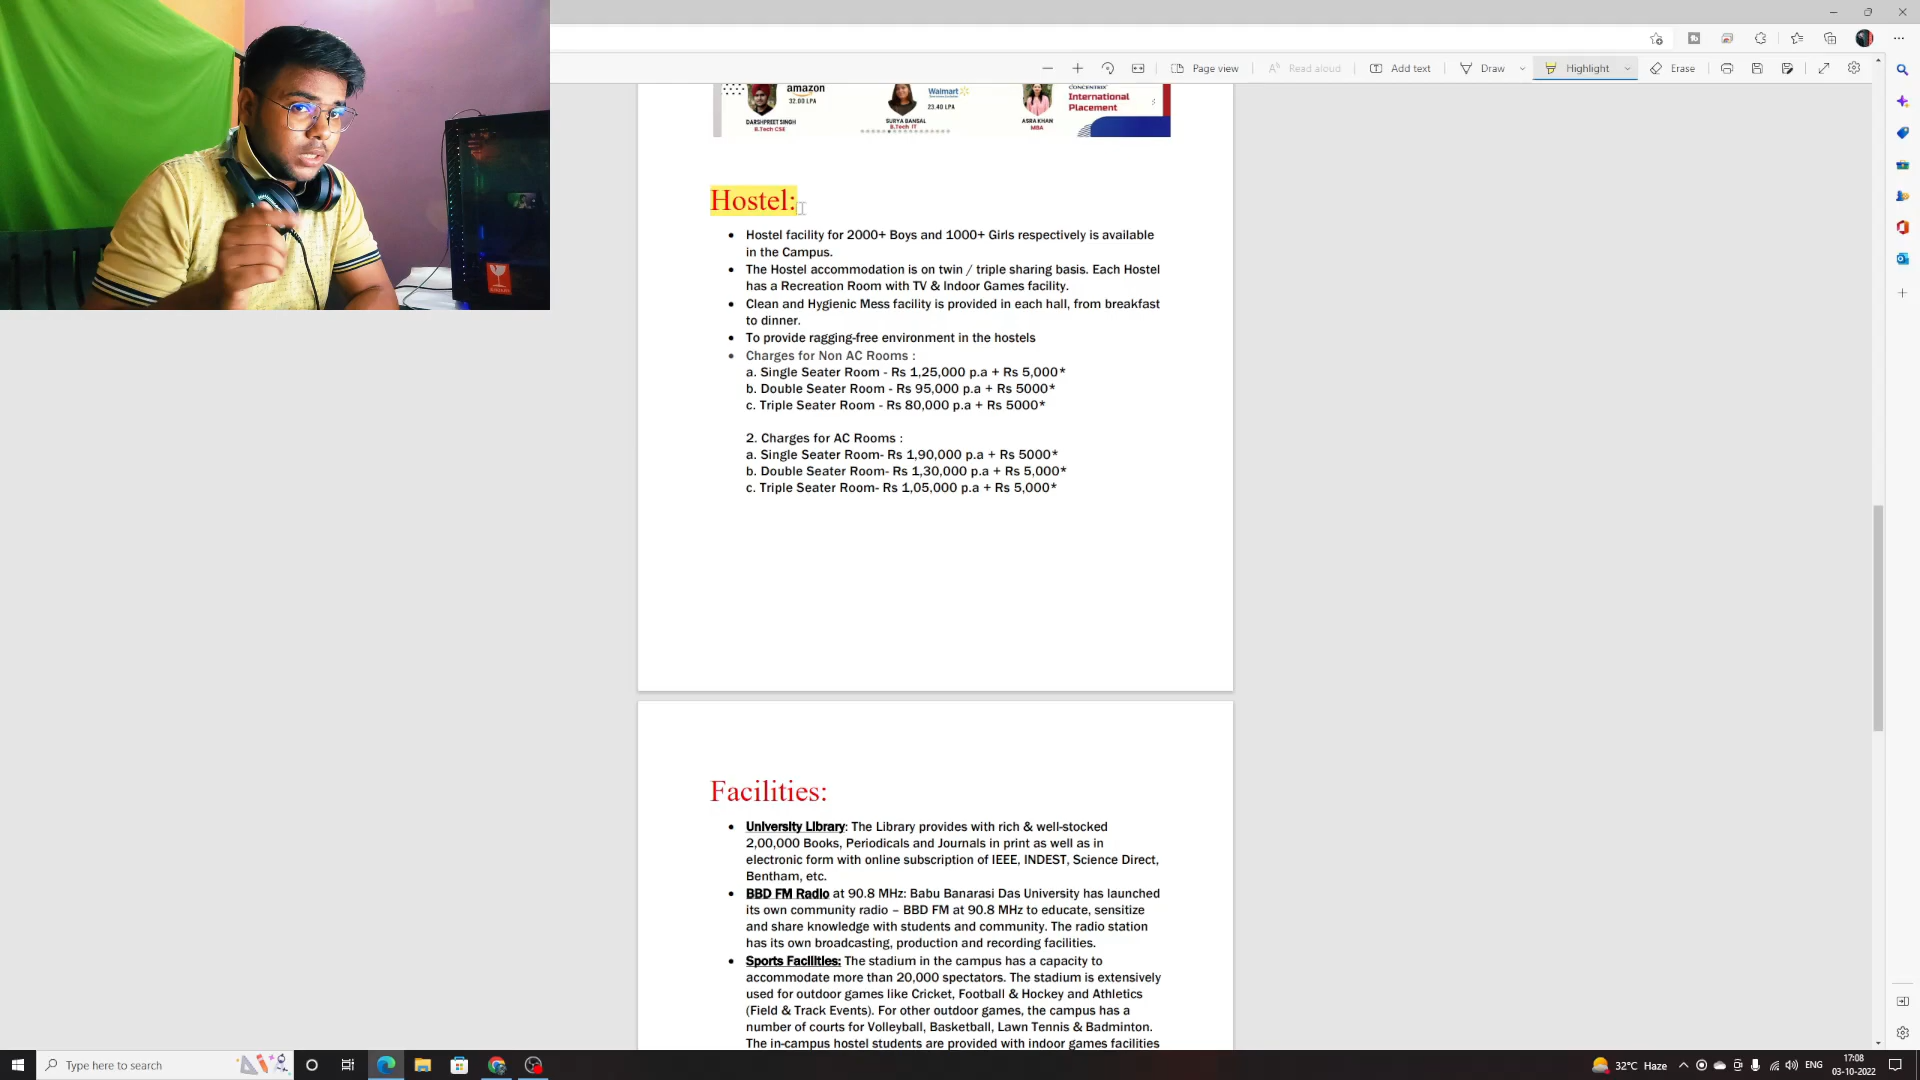 Page view
Read aloud
Add text
Draw
Highlight
Erase
amazon
32.00 LPA
DARSHPREET SINGH
B.Tech CSE
Walmart
23.40 LPA
SURYA BANSAL
B.Tech IT
CONCENTRIX
International
Placement
ASRA KHAN
MBA
Hostel:
• Hostel facility for 2000+ Boys and 1000+ Girls respectively is available
in the Campus.
• The Hostel accommodation is on twin / triple sharing basis. Each Hostel
has a Recreation Room with TV & Indoor Games facility.
• Clean and Hygienic Mess facility is provided in each hall, from breakfast
to dinner.
• To provide ragging-free environment in the hostels
• Charges for Non AC Rooms :
a. Single Seater Room - Rs 1,25,000 p.a + Rs 5,000*
b. Double Seater Room - Rs 95,000 p.a + Rs 5000*
c. Triple Seater Room - Rs 80,000 p.a + Rs 5000*
2. Charges for AC Rooms :
a. Single Seater Room- Rs 1,90,000 p.a + Rs 5000*
b. Double Seater Room- Rs 1,30,000 p.a + Rs 5,000*
c. Triple Seater Room- Rs 1,05,000 p.a + Rs 5,000*
Facilities:
• University Library: The Library provides with rich & well-stocked
2,00,000 Books, Periodicals and Journals in print as well as in
electronic form with online subscription of IEEE, INDEST, Science Direct,
Bentham, etc.
• BBD FM Radio at 90.8 MHz: Babu Banarasi Das University has launched
its own community radio – BBD FM at 90.8 MHz to educate, sensitize
and share knowledge with students and community. The radio station
has its own broadcasting, production and recording facilities.
• Sports Facilities: The stadium in the campus has a capacity to
accommodate more than 20,000 spectators. The stadium is extensively
used for outdoor games like Cricket, Football & Hockey and Athletics
(Field & Track Events). For other outdoor games, the campus has a
number of courts for Volleyball, Basketball, Lawn Tennis & Badminton.
The in-campus hostel students are provided with indoor games facilities
Type here to search
32°C Haze
ENG
17:08
03-10-2022